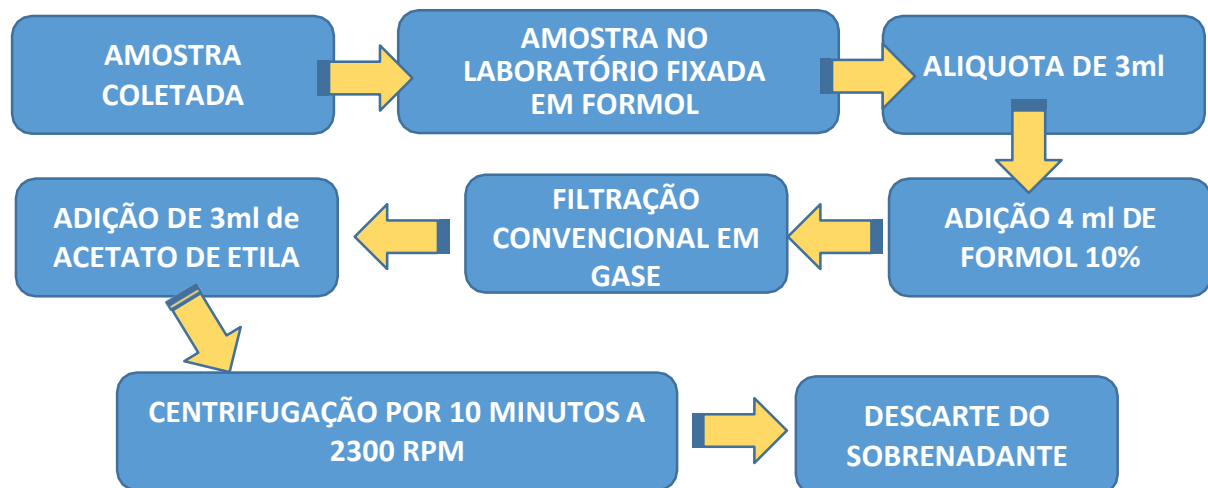 AMOSTRA
COLETADA
AMOSTRA NO
LABORATÓRIO FIXADA
EM FORMOL
ALIQUOTA DE 3ml
ADIÇÃO 4 ml DE
FORMOL 10%
FILTRAÇÃO
CONVENCIONAL EM
GASE
ADIÇÃO DE 3ml de
ACETATO DE ETILA
CENTRIFUGAÇÃO POR 10 MINUTOS A
2300 RPM
DESCARTE DO
SOBRENADANTE